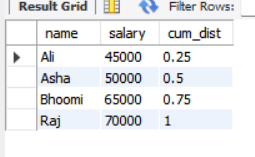 Result Grid Filter Rows:
name salary cum_dist
Ali 45000 0.25
Asha 50000 0.5
Bhoomi 65000 0.75
Raj 70000 1